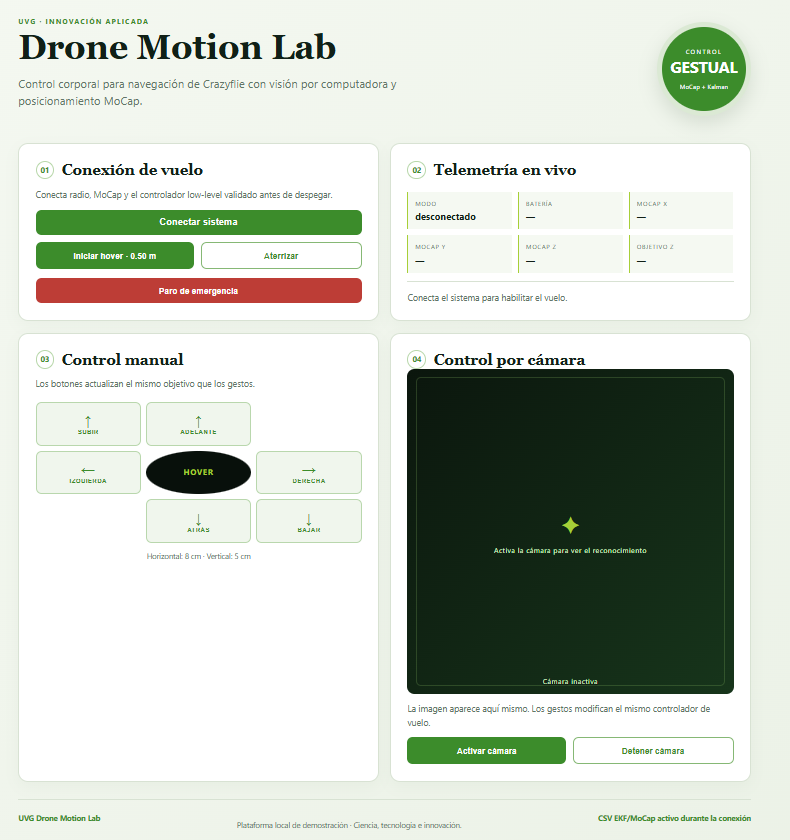 UVG · INNOVACIÓN APLICADA
Drone Motion Lab
Control corporal para navegación de Crazyflie con visión por computadora y
posicionamiento MoCap.
CONTROL
GESTUAL
MoCap + Kalman
01 Conexión de vuelo
Conecta radio, MoCap y el controlador low-level validado antes de despegar.
Conectar sistema
Iniciar hover · 0.50 m
Aterrizar
Paro de emergencia
02 Telemetría en vivo
MODO
desconectado
BATERÍA
—
MOCAP X
—
MOCAP Y
—
MOCAP Z
—
OBJETIVO Z
—
Conecta el sistema para habilitar el vuelo.
03 Control manual
Los botones actualizan el mismo objetivo que los gestos.
↑
SUBIR
↑
ADELANTE
←
IZQUIERDA
HOVER
→
DERECHA
↓
ATRÁS
↓
BAJAR
Horizontal: 8 cm · Vertical: 5 cm
04 Control por cámara
Activa la cámara para ver el reconocimiento
Cámara inactiva
La imagen aparece aquí mismo. Los gestos modifican el mismo controlador de
vuelo.
Activar cámara
Detener cámara
UVG Drone Motion Lab
Plataforma local de demostración · Ciencia, tecnología e innovación.
CSV EKF/MoCap activo durante la conexión